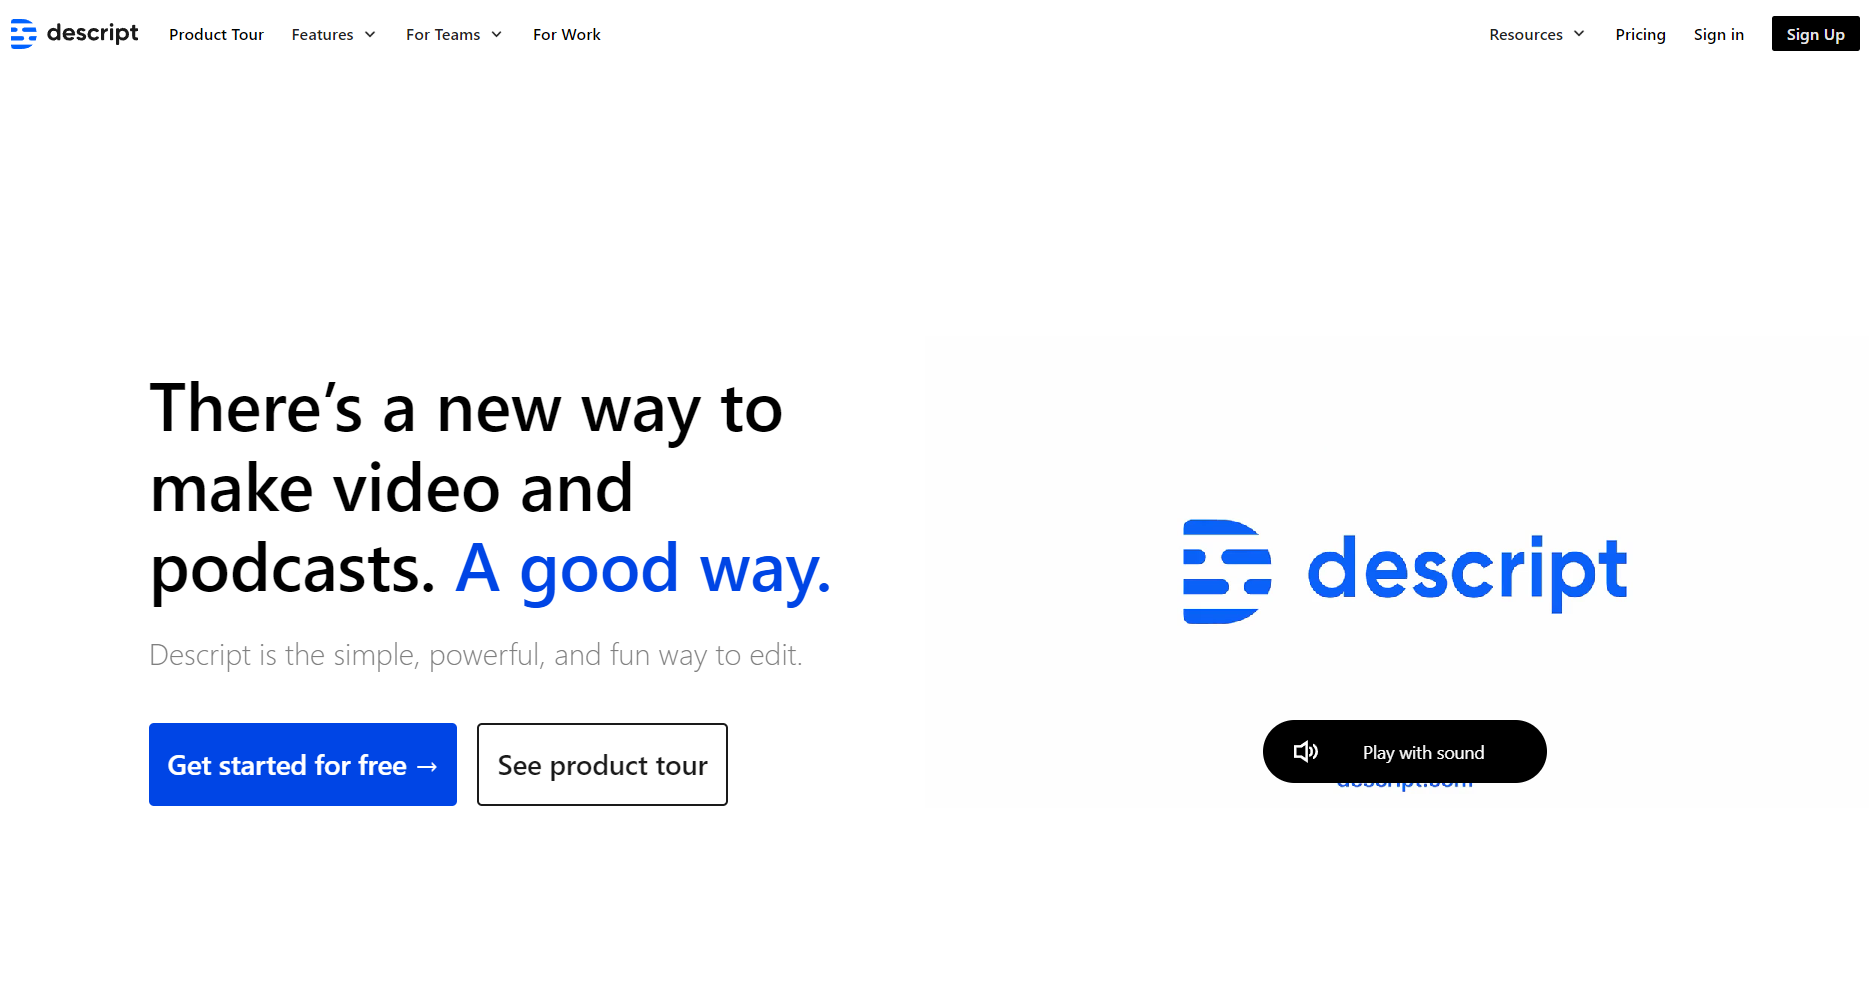 descript Product Tour Features For Teams For Work Resources Pricing Sign in Sign Up
There’s a new way to
make video and
podcasts. A good way.
Descript is the simple, powerful, and fun way to edit.
Get started for free → See product tour
descript
Play with sound